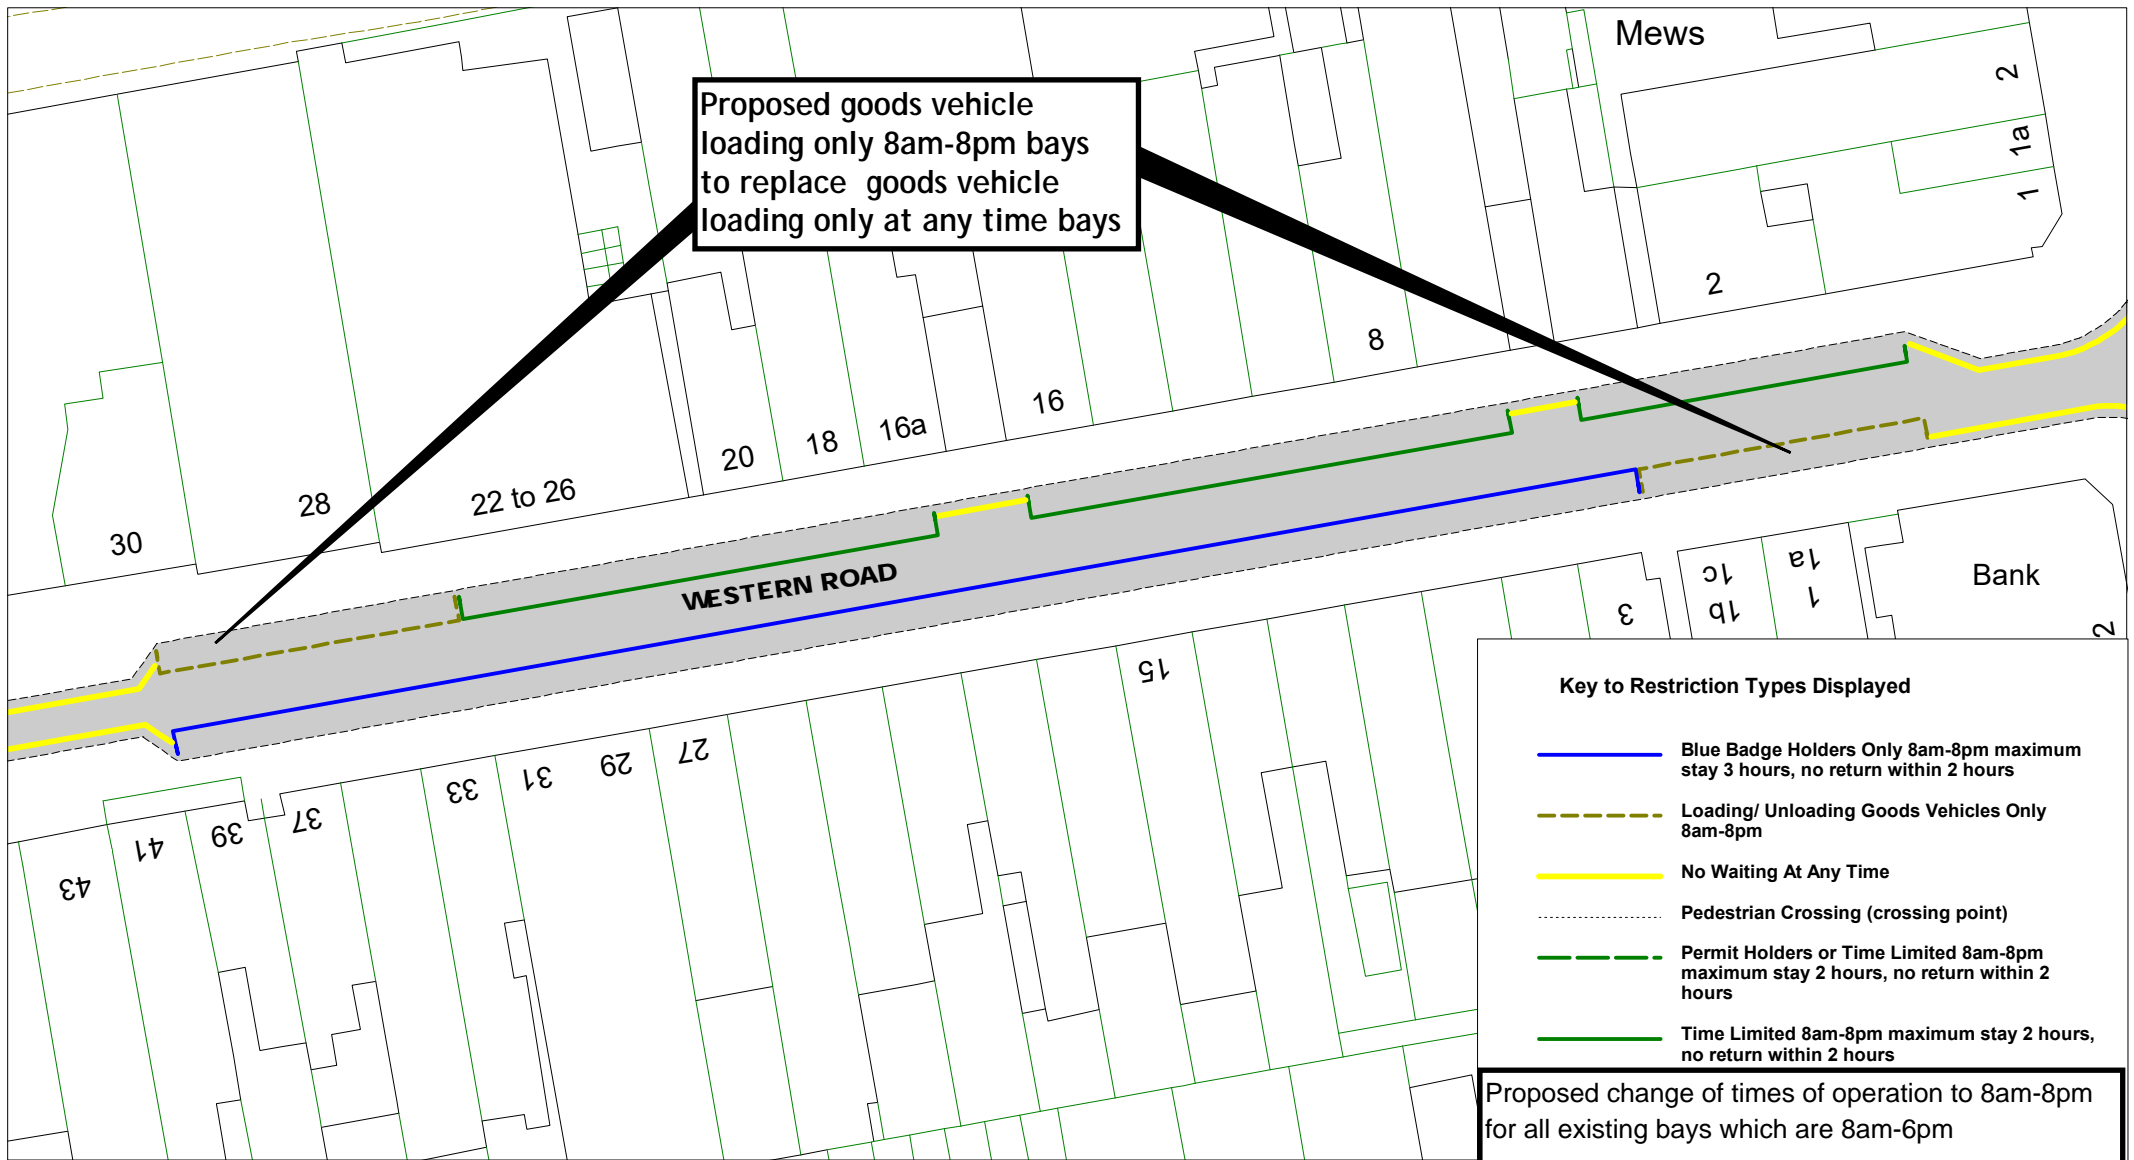 Mews
2
1a
1
Proposed goods vehicle
loading only 8am-8pm bays
to replace goods vehicle
loading only at any time bays
2
8
16
16a
18
20
22 to 26
28
30
WESTERN ROAD
Bank
2
1c
1b
1a
1
3
15
27
29
31
33
37
39
41
43
Key to Restriction Types Displayed
Blue Badge Holders Only 8am-8pm maximum
stay 3 hours, no return within 2 hours
Loading/ Unloading Goods Vehicles Only
8am-8pm
No Waiting At Any Time
Pedestrian Crossing (crossing point)
Permit Holders or Time Limited 8am-8pm
maximum stay 2 hours, no return within 2
hours
Time Limited 8am-8pm maximum stay 2 hours,
no return within 2 hours
Proposed change of times of operation to 8am-8pm
for all existing bays which are 8am-6pm